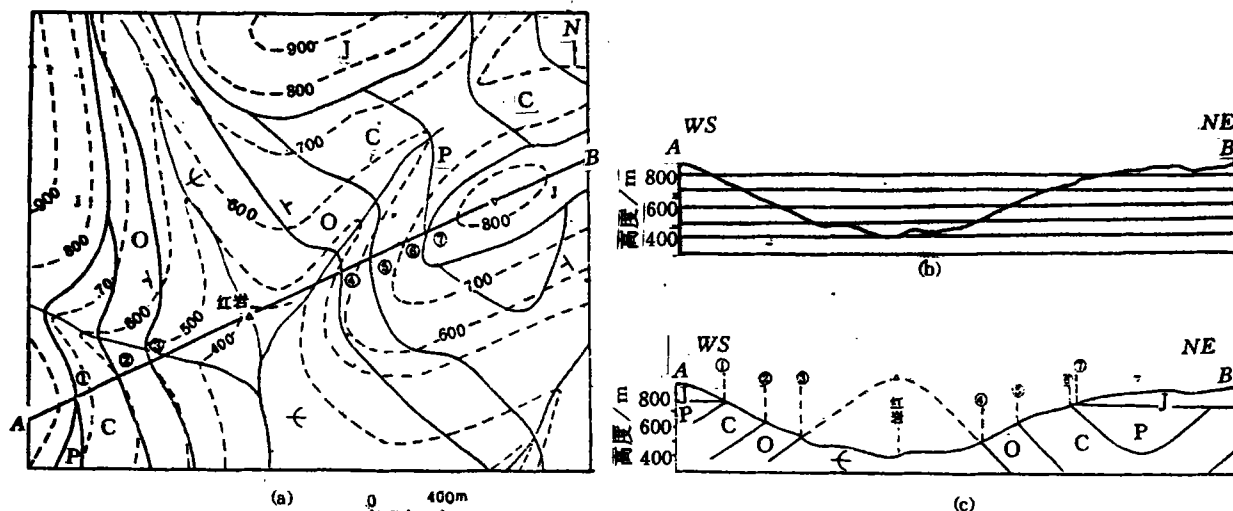 N
900
J
800
C
C
700
P
WS
NE
A
B
高度/m
800
600
400
(b)
B
J
900
J
800
600
O
O
800
④
⑤
⑥
⑦
700
600
红岩
70
600
500
400
①
②
③
A
C
P
(a)
0 400m
WS
NE
A
B
①
②
③
④
⑦
高度/m
800
600
400
J
P
C
O
红岩
O
C
P
J
(c)